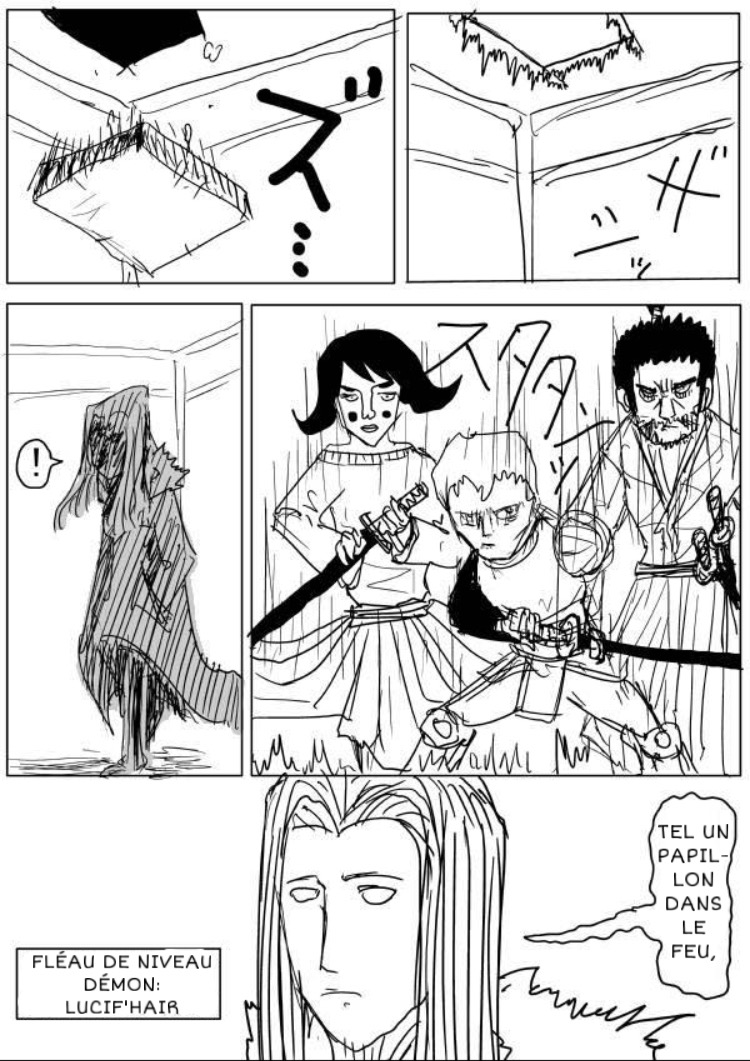 ズ…
ザッ
スタタッ
!
TEL UN
PAPIL-
LON
DANS
LE
FEU,
FLÉAU DE NIVEAU
DÉMON:
LUCIF'HAIR